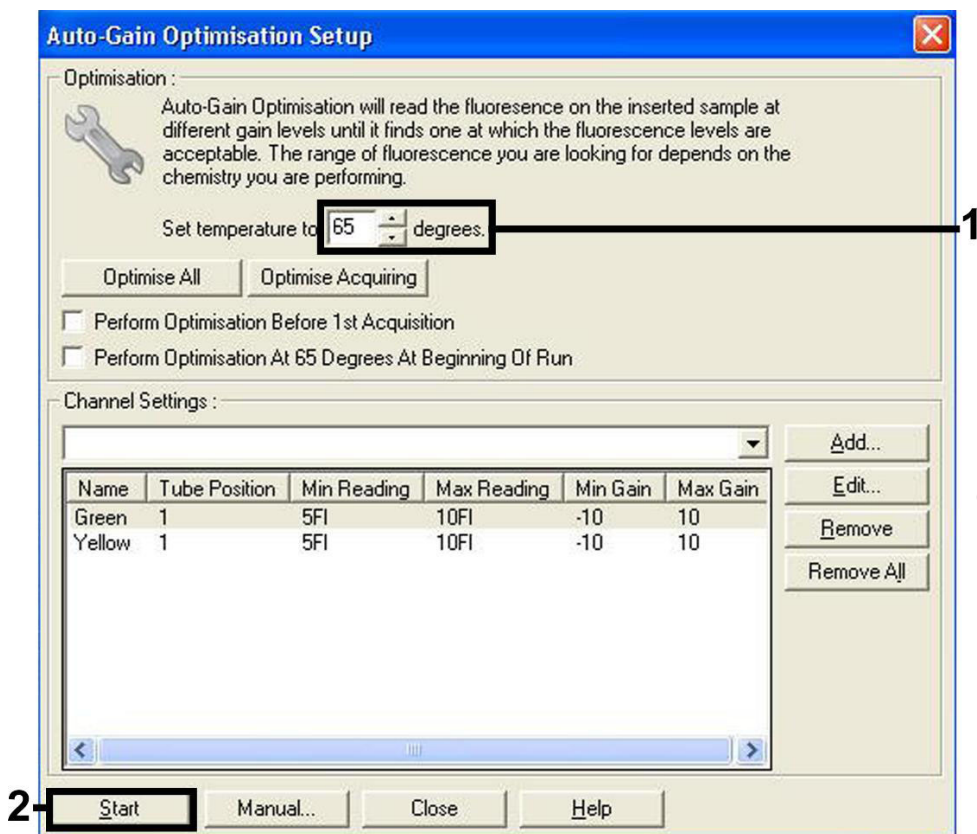 Auto-Gain Optimisation Setup
Optimisation :
Auto-Gain Optimisation will read the fluoresence on the inserted sample at
different gain levels until it finds one at which the fluorescence levels are
acceptable. The range of fluorescence you are looking for depends on the
chemistry you are performing.
Set temperature to 65 degrees.
1
Optimise All Optimise Acquiring
Perform Optimisation Before 1st Acquisition
Perform Optimisation At 65 Degrees At Beginning Of Run
Channel Settings :
Add...
Name Tube Position Min Reading Max Reading Min Gain Max Gain
Edit...
Green 1 5Fl 10Fl -10 10
Yellow 1 5Fl 10Fl -10 10
Remove
Remove All
2
Start Manual... Close Help